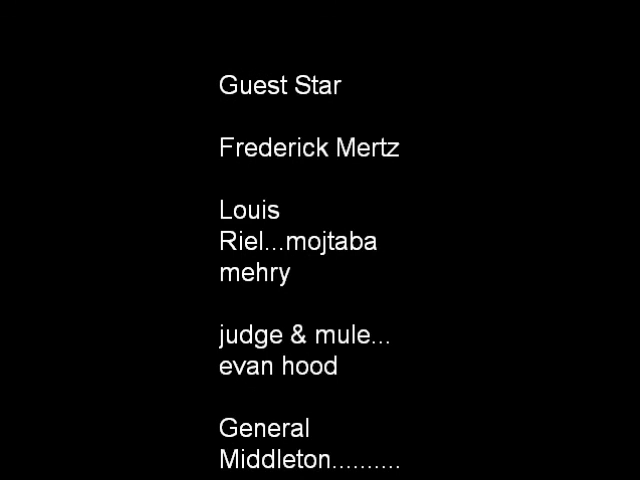 Guest Star
Frederick Mertz
Louis
Riel...mojtaba
mehry
judge & mule...
evan hood
General
Middleton..........